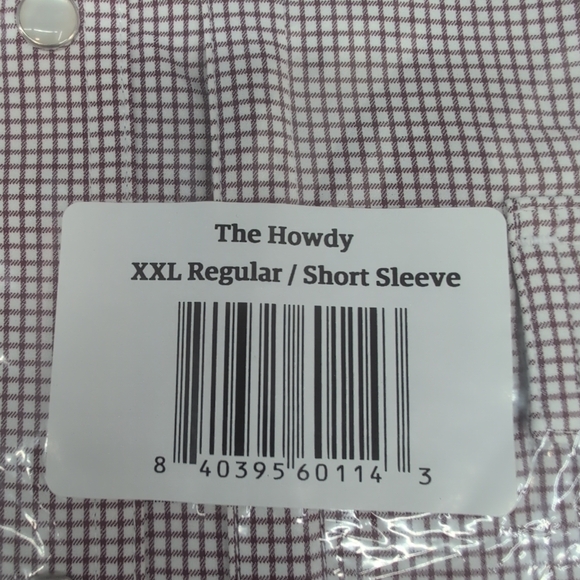 The Howdy
XXL Regular / Short Sleeve
8 40395 60114 3